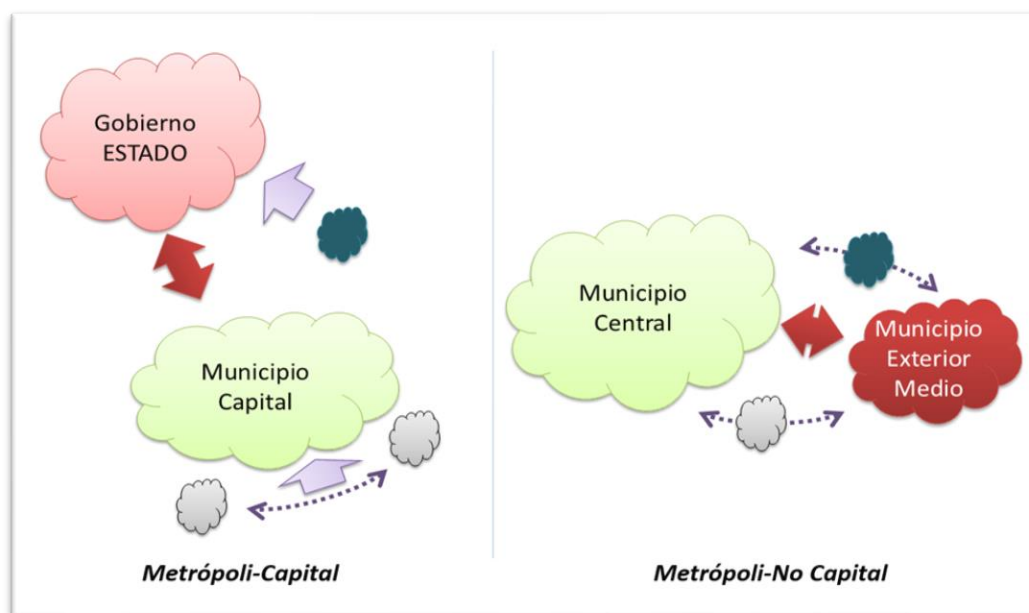 Gobierno
ESTADO
Municipio
Capital
Metrópoli-Capital
Municipio
Central
Municipio
Exterior
Medio
Metrópoli-No Capital